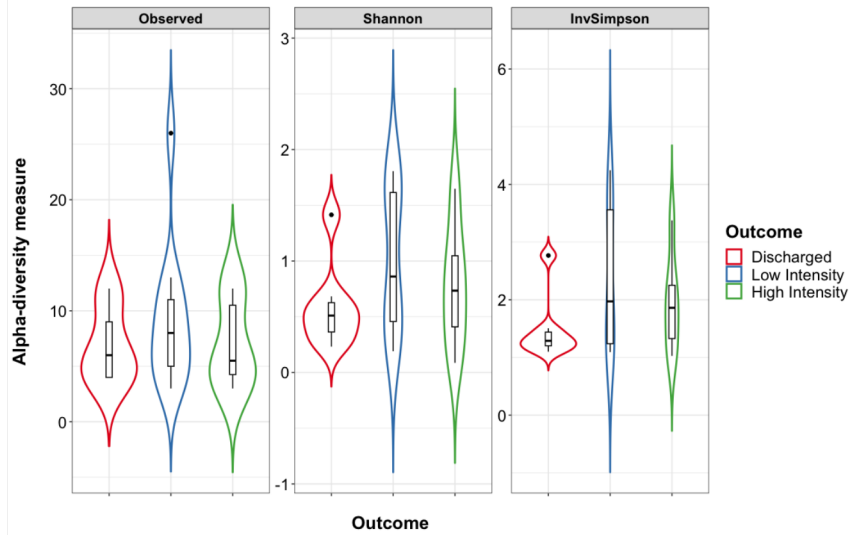 Observed
Shannon
InvSimpson
Alpha-diversity measure
30
20
10
0
3
2
1
0
-1
6
4
2
0
Outcome
Outcome
Discharged
Low Intensity
High Intensity